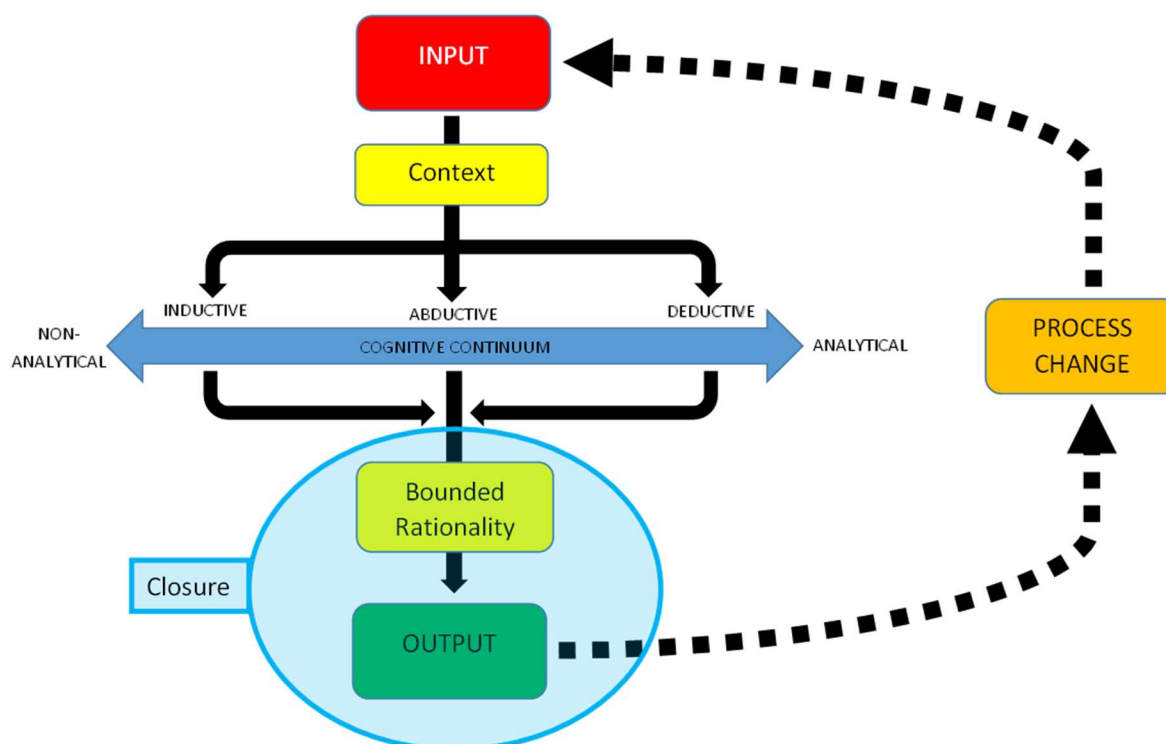 INPUT
Context
INDUCTIVE
ABDUCTIVE
DEDUCTIVE
NON-
ANALYTICAL
COGNITIVE CONTINUUM
ANALYTICAL
PROCESS
CHANGE
Bounded
Rationality
Closure
OUTPUT